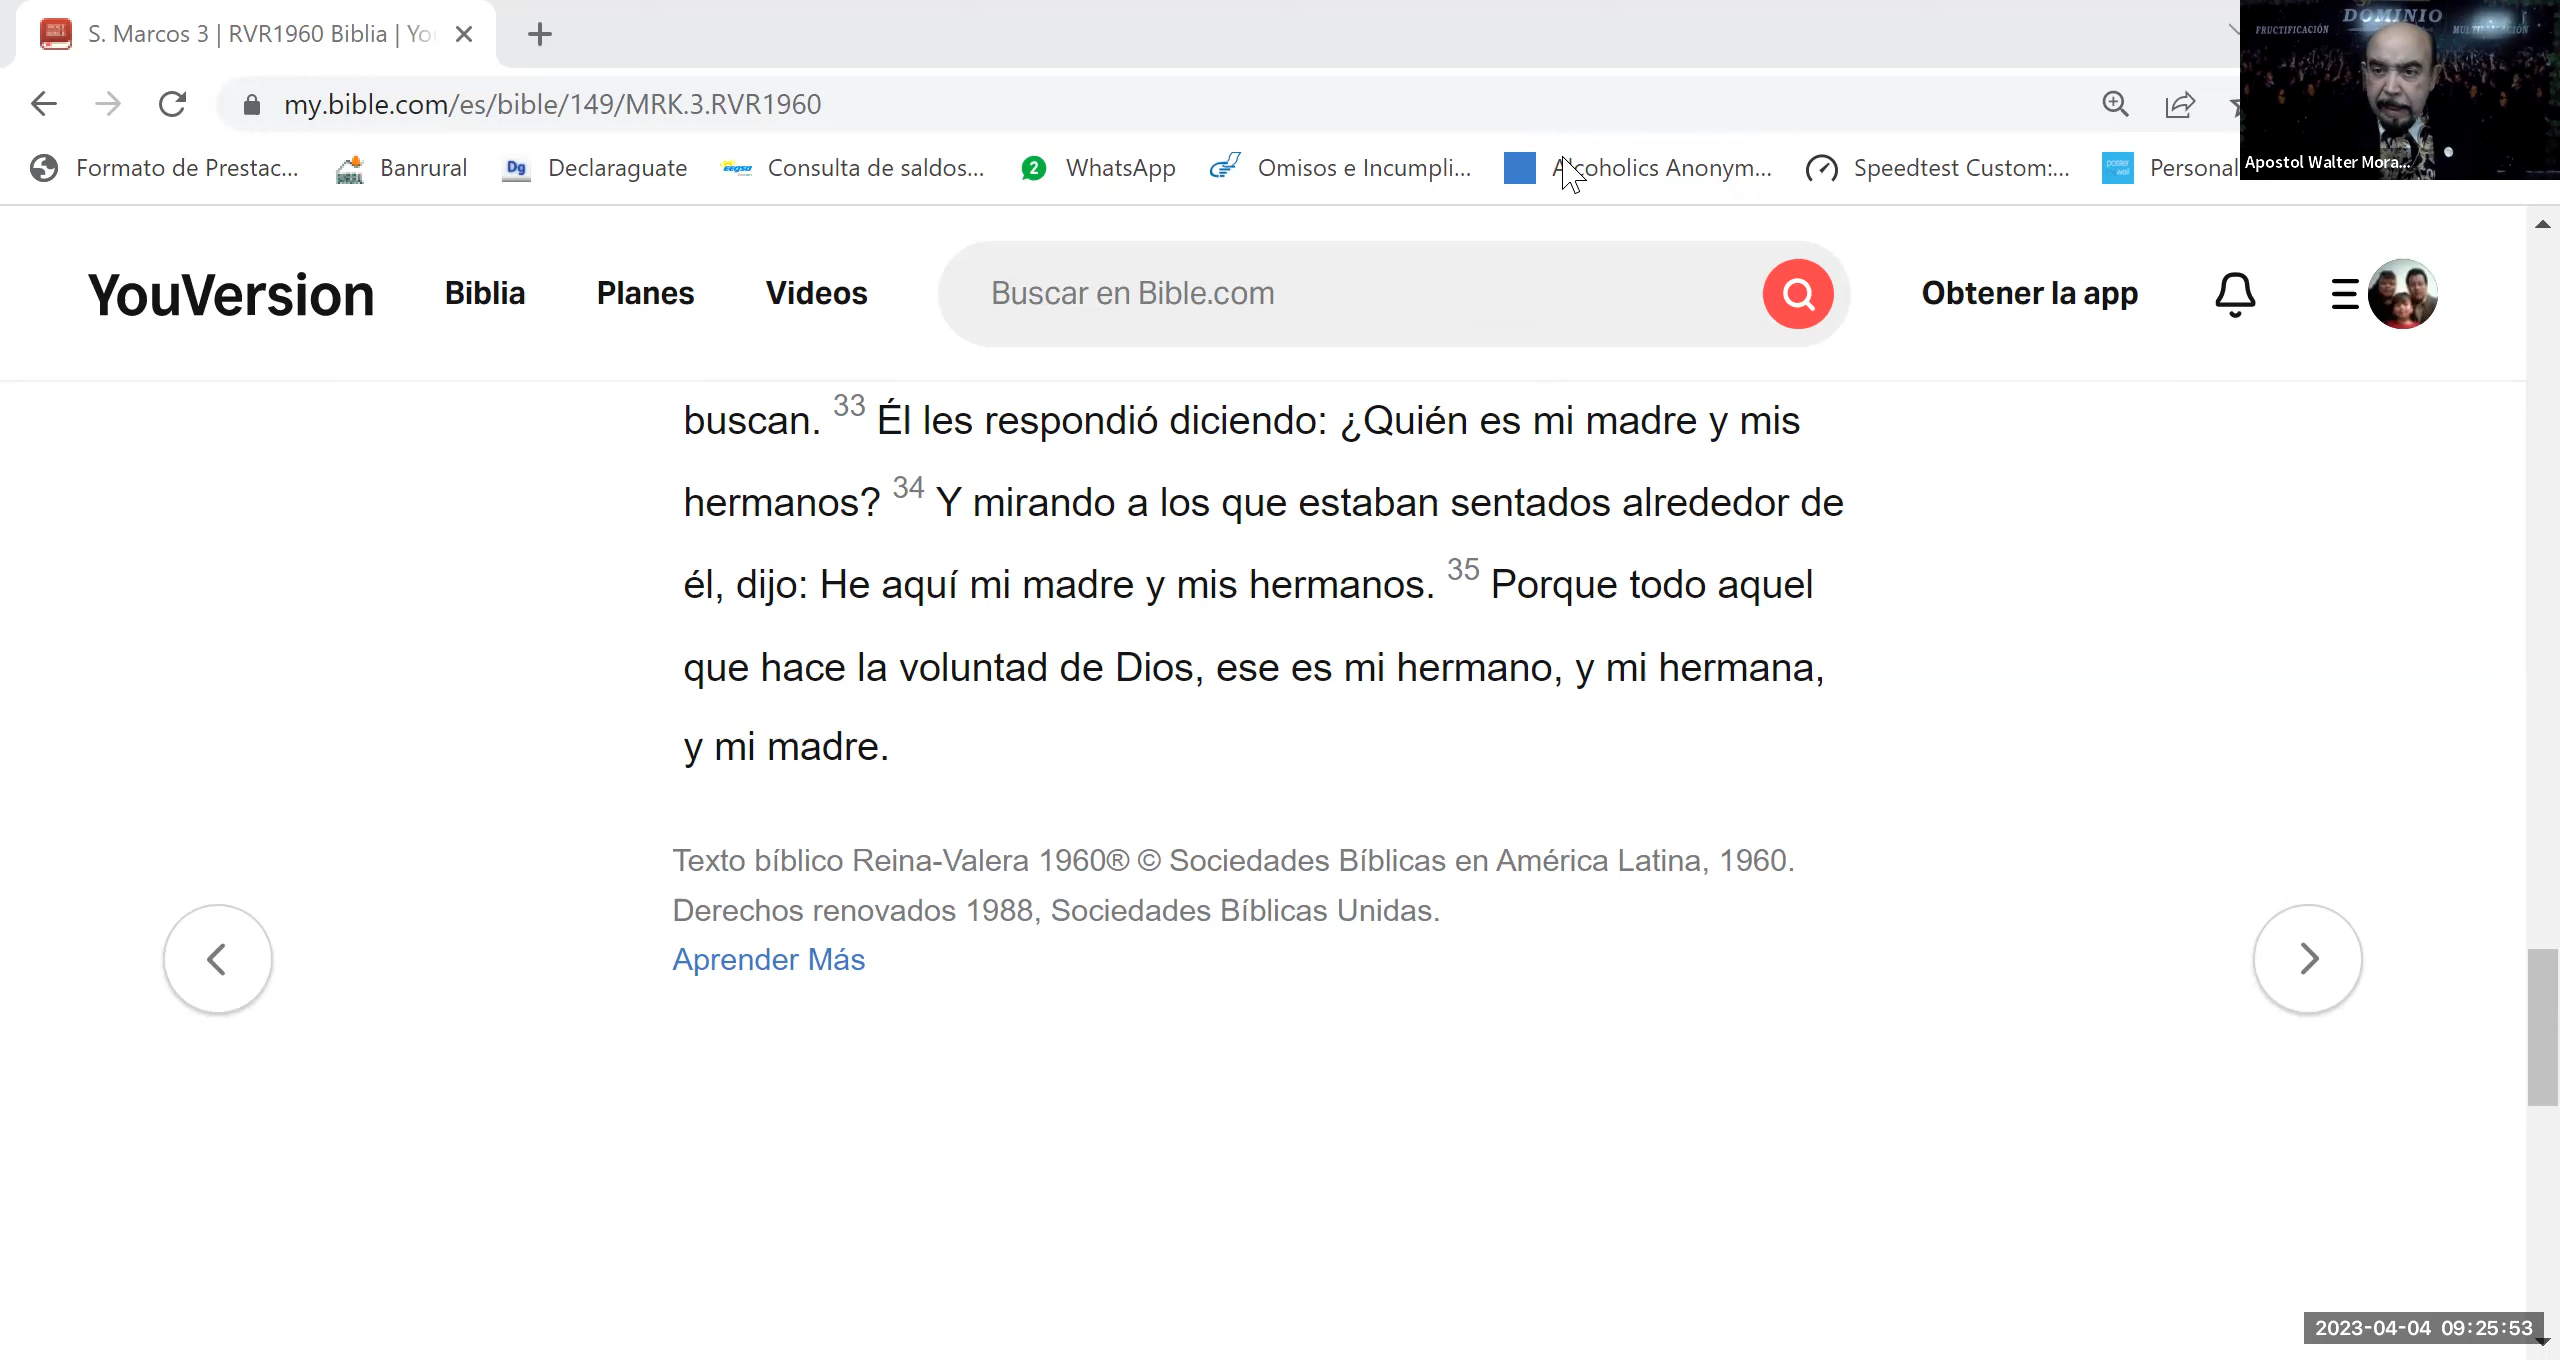 S. Marcos 3 | RVR1960 Biblia | Yo
my.bible.com/es/bible/149/MRK.3.RVR1960
Formato de Prestac... Banrural Dg Declaraguate eegsa Consulta de saldos... 2 WhatsApp Omisos e Incumpli... Alcoholics Anonym... Speedtest Custom:... Personal
DOMINIO
FRUCTIFICACIÓN MULTIPLICACIÓN
Apostol Walter Mora...
YouVersion Biblia Planes Videos Buscar en Bible.com Obtener la app
buscan. 33 Él les respondió diciendo: ¿Quién es mi madre y mis
hermanos? 34 Y mirando a los que estaban sentados alrededor de
él, dijo: He aquí mi madre y mis hermanos. 35 Porque todo aquel
que hace la voluntad de Dios, ese es mi hermano, y mi hermana,
y mi madre.
Texto bíblico Reina-Valera 1960® © Sociedades Bíblicas en América Latina, 1960.
Derechos renovados 1988, Sociedades Bíblicas Unidas.
Aprender Más
2023-04-04 09:25:53